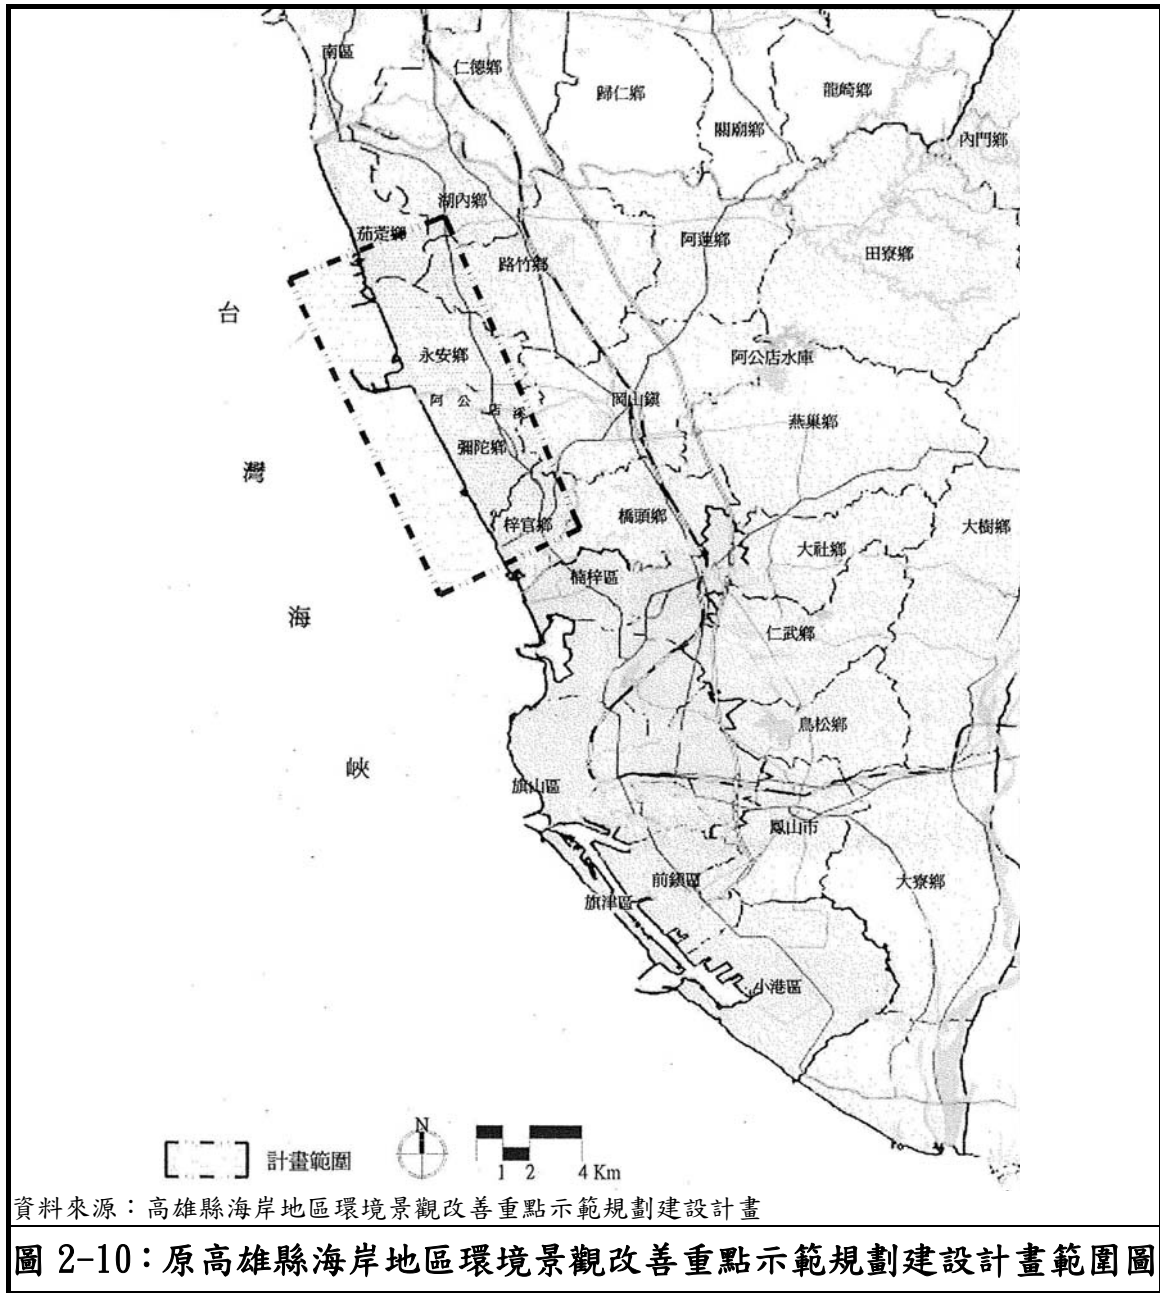 南區
仁德鄉
歸仁鄉
龍崎鄉
關廟鄉
內門鄉
湖內鄉
茄萣鄉
阿蓮鄉
田寮鄉
路竹鄉
台灣海峽
永安鄉
阿公店水庫
阿公店溪
岡山鎮
燕巢鄉
彌陀鄉
梓官鄉
橋頭鄉
大樹鄉
大社鄉
楠梓區
仁武鄉
鳥松鄉
旗山區
鳳山市
前鎮區
大寮鄉
旗津區
小港區
計畫範圍
N
1 2 4 Km
資料來源：高雄縣海岸地區環境景觀改善重點示範規劃建設計畫
圖 2-10：原高雄縣海岸地區環境景觀改善重點示範規劃建設計畫範圍圖